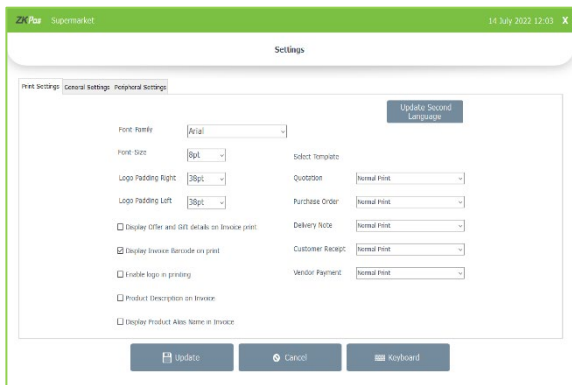 ZKPos Supermarket 14 July 2022 12:03 X
Settings
Print Settings General Settings Peripheral Settings
Update Second
Language
Font-Family Arial
Font-Size 8pt Select Template
Logo Padding Right 38pt Quotation Normal Print
Logo Padding Left 38pt Purchase Order Normal Print
Display Offer and Gift details on Invoice print Delivery Note Normal Print
Display Invoice Barcode on print Customer Receipt Normal Print
Enable logo in printing Vendor Payment Normal Print
Product Description on Invoice
Display Product Alias Name in Invoice
Update Cancel Keyboard